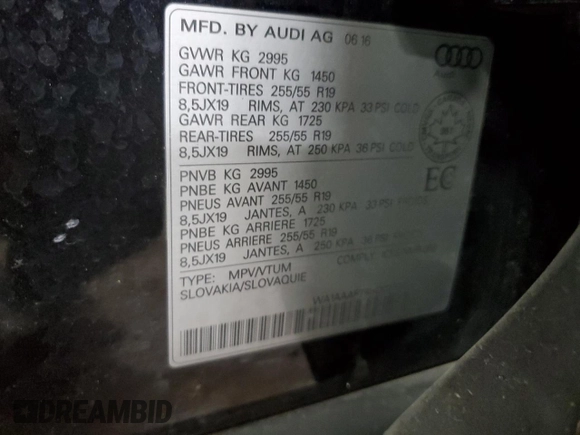 MFD. BY AUDI AG 06 16
GVWR KG 2995
GAWR FRONT KG 1450
FRONT-TIRES 255/55 R19
8,5JX19 RIMS, AT 230 KPA 33 PSI COLD
GAWR REAR KG 1725
REAR-TIRES 255/55 R19
8,5JX19 RIMS, AT 250 KPA 36 PSI COLD
PNVB KG 2995
PNBE KG AVANT 1450
PNEUS AVANT 255/55 R19
8,5JX19 JANTES, A 230 KPA 33 PSI
PNBE KG ARRIERE 1725
PNEUS ARRIERE 255/55 R19
8,5JX19 JANTES, A 250 KPA 36 PSI
EC
TYPE: MPV/VTUM
SLOVAKIA/SLOVAQUIE
DREAMBID